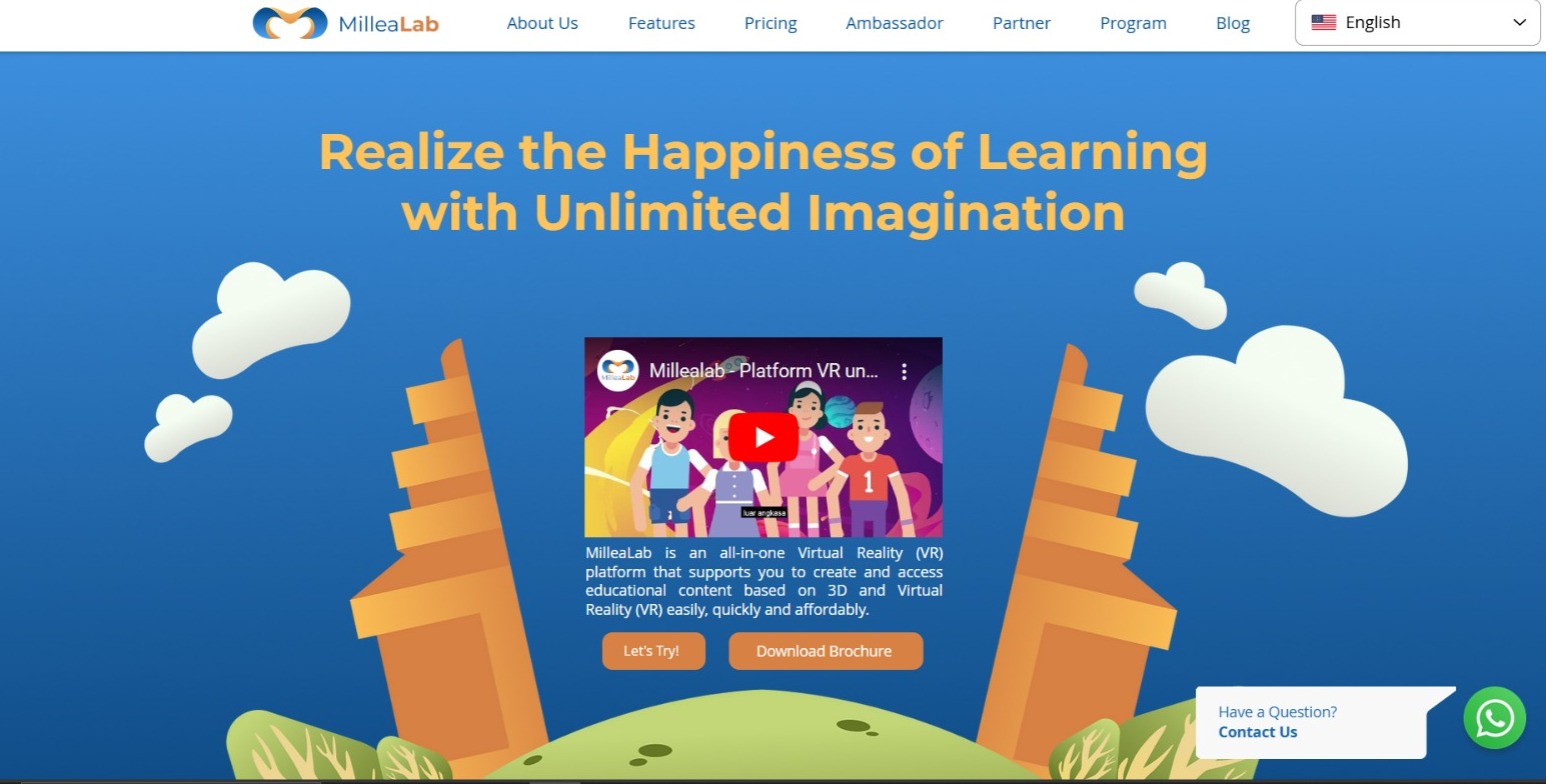 MilleaLab
About Us
Features
Pricing
Ambassador
Partner
Program
Blog
English
Realize the Happiness of Learning
with Unlimited Imagination
MilleaLab
Millealab - Platform VR un...
1
luar angkasa
MilleaLab is an all-in-one Virtual Reality (VR)
platform that supports you to create and access
educational content based on 3D and Virtual
Reality (VR) easily, quickly and affordably.
Let's Try!
Download Brochure
Have a Question?
Contact Us